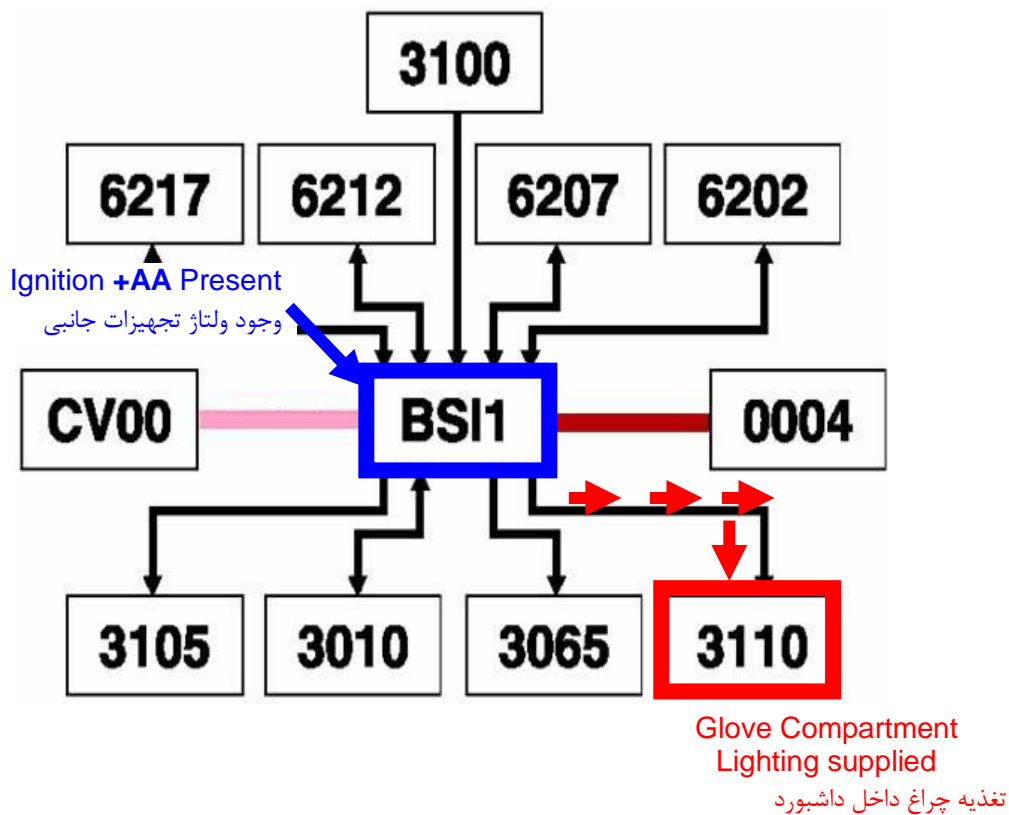 3100
6217 6212 6207 6202
Ignition +AA Present
وجود ولتاژ تجهیزات جانبی
CV00 BSI1 0004
3105 3010 3065 3110
Glove Compartment
Lighting supplied
تغذیه چراغ داخل داشبورد